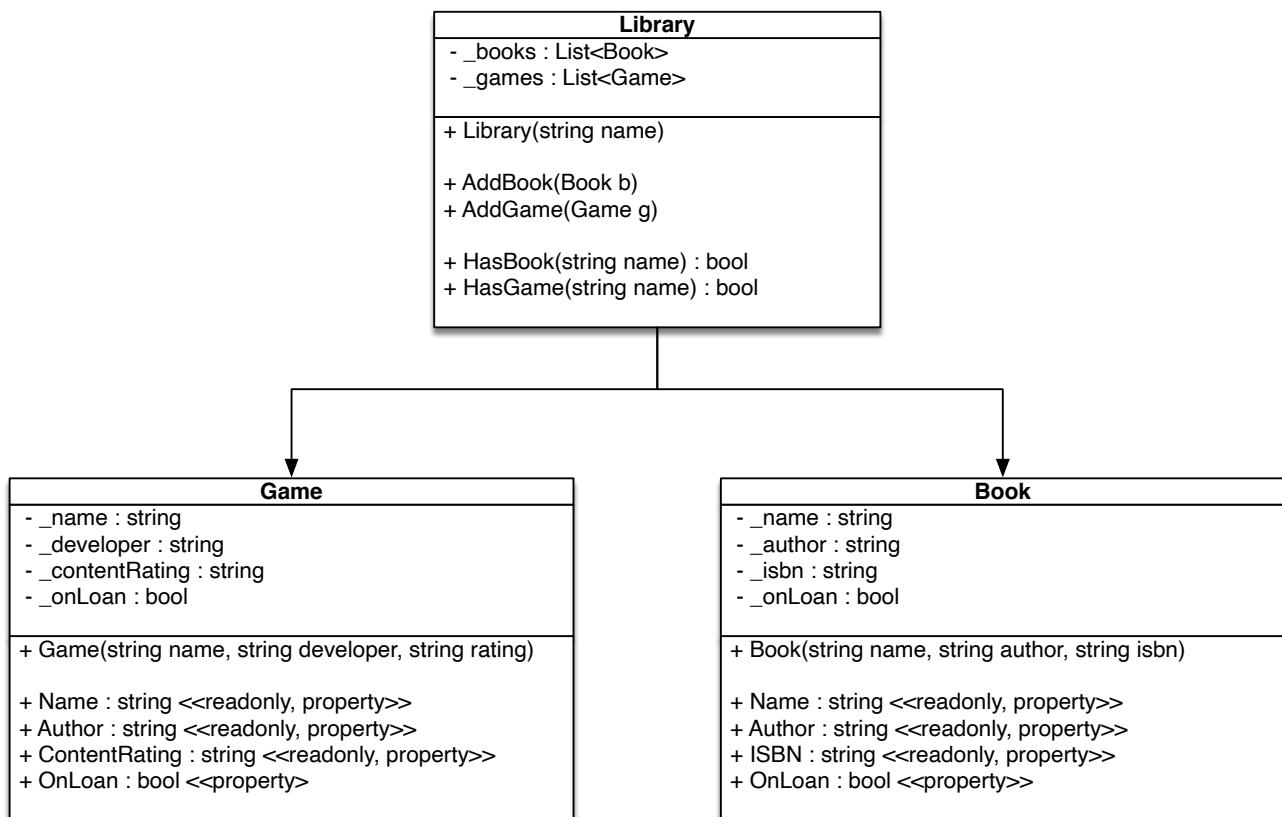 Library
- _books : List<Book>
- _games : List<Game>
+ Library(string name)
+ AddBook(Book b)
+ AddGame(Game g)
+ HasBook(string name) : bool
+ HasGame(string name) : bool
Game
- _name : string
- _developer : string
- _contentRating : string
- _onLoan : bool
+ Game(string name, string developer, string rating)
+ Name : string <<readonly, property>>
+ Author : string <<readonly, property>>
+ ContentRating : string <<readonly, property>>
+ OnLoan : bool <<property>
Book
- _name : string
- _author : string
- _isbn : string
- _onLoan : bool
+ Book(string name, string author, string isbn)
+ Name : string <<readonly, property>>
+ Author : string <<readonly, property>>
+ ISBN : string <<readonly, property>>
+ OnLoan : bool <<property>>